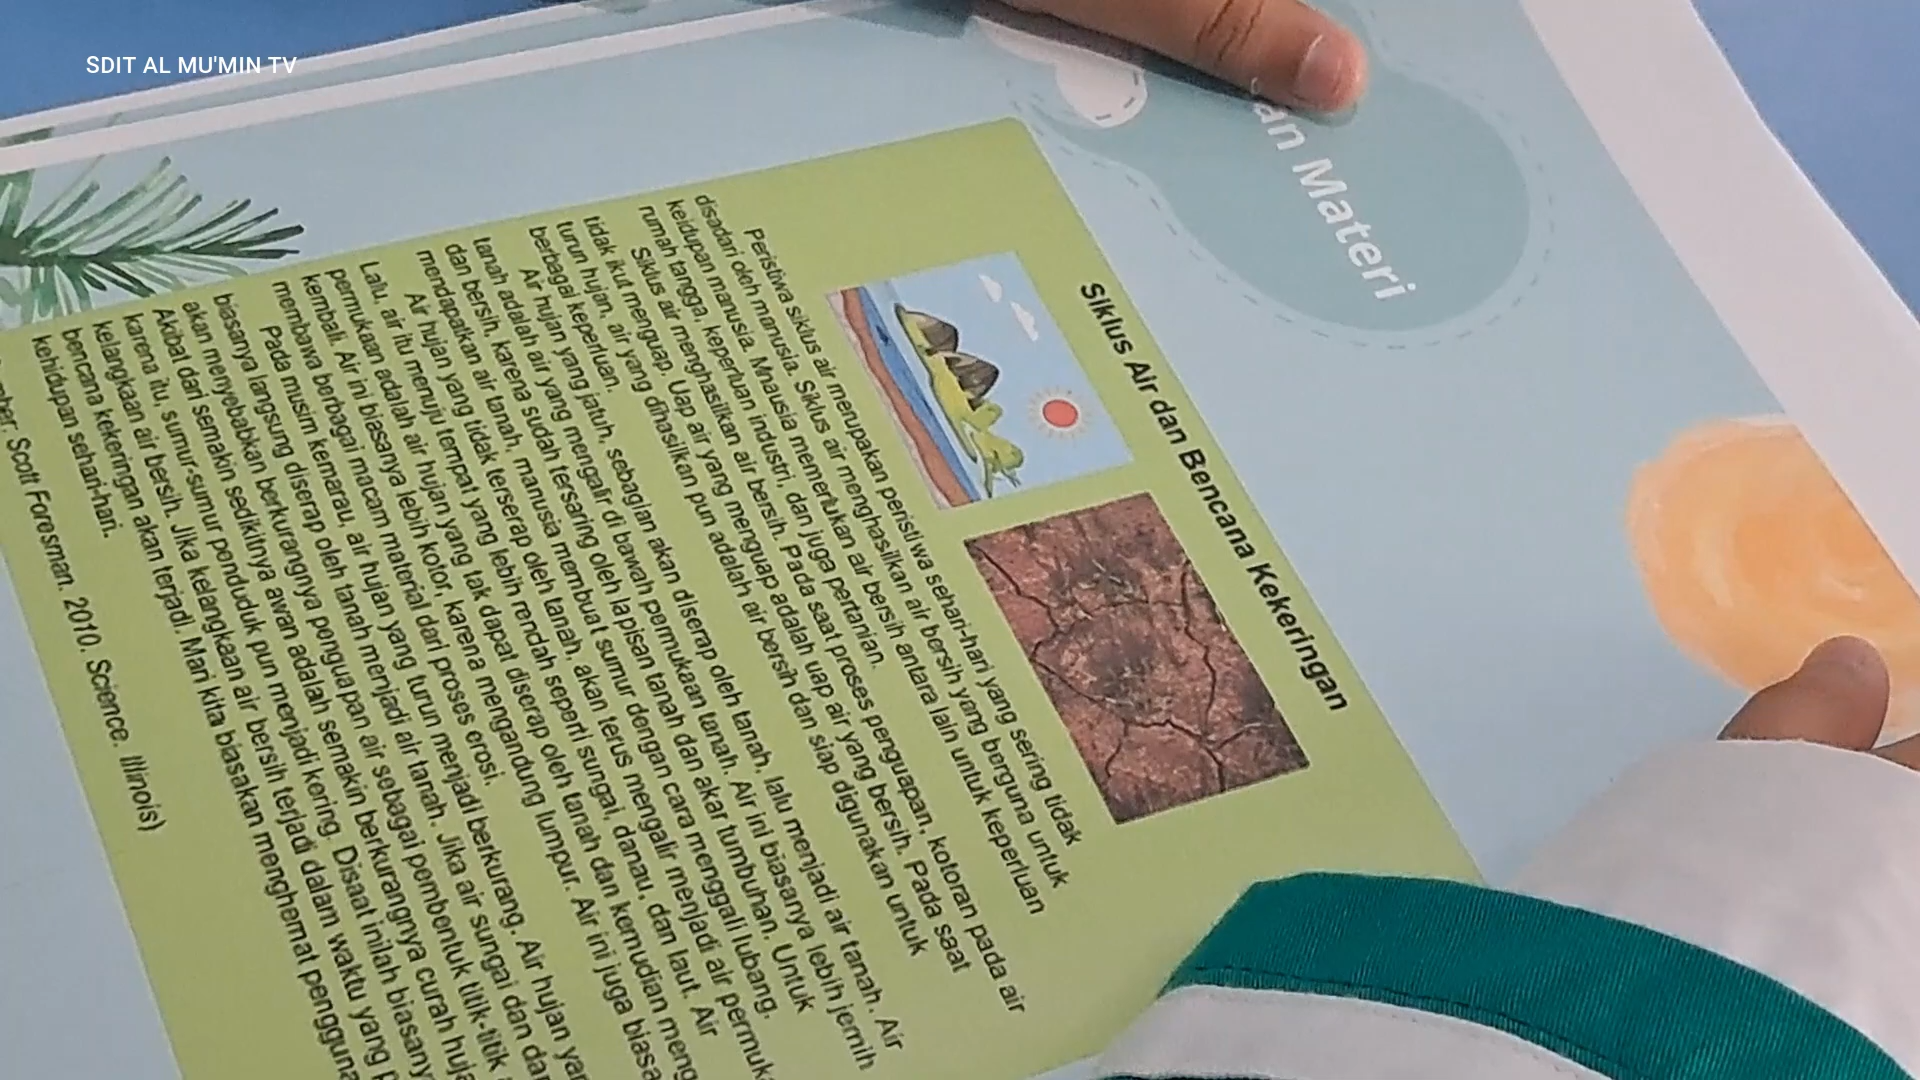 SDIT AL MU'MIN TV
an Materi
Siklus Air dan Bencana Kekeringan
Peristiwa siklus air merupakan peristiwa sehari-hari yang sering tidak
disadari oleh manusia. Siklus air menghasilkan air bersih yang berguna untuk
keidupan manusia. Mnausia memerlukan air bersih antara lain untuk keperluan
rumah tangga, keperluan industri, dan juga pertanian.
Siklus air menghasilkan air bersih. Pada saat proses penguapan, kotoran pada air
tidak ikut menguap. Uap air yang menguap adalah uap air yang bersih. Pada saat
turun hujan, air yang dihasilkan pun adalah air bersih dan siap digunakan untuk
berbagai keperluan.
Air hujan yang jatuh, sebagian akan diserap oleh tanah, lalu menjadi air tanah. Air
tanah adalah air yang mengalir di bawah permukaan tanah. Air ini biasanya lebih jernih
dan bersih, karena sudah tersaring oleh lapisan tanah dan akar tumbuhan. Untuk
mendapatkan air tanah, manusia membuat sumur dengan cara menggali lubang.
Air hujan yang tidak terserap oleh tanah, akan terus mengalir menjadi air permuka
Lalu, air itu menuju tempat yang lebih rendah seperti sungai, danau, dan laut. Air
permukaan adalah air hujan yang tak dapat diserap oleh tanah dan kemudian meng
kembali. Air ini biasanya lebih kotor, karena mengandung lumpur. Air ini juga biasa
membawa berbagai macam material dari proses erosi.
Pada musim kemarau, air hujan yang turun menjadi berkurang. Air hujan yan
biasanya langsung diserap oleh tanah menjadi air tanah. Jika air sungai dan da
akan menyebabkan berkurangnya penguapan air sebagai pembentuk titik-titik
Akibat dari semakin sedikitnya awan adalah semakin berkurangnya curah huja
karena itu, sumur-sumur penduduk pun menjadi kering. Disaat inilah biasany
kelangkaan air bersih. Jika kelangkaan air bersih terjadi dalam waktu yang p
bencana kekeringan akan terjadi. Mari kita biasakan menghemat pengguna
kehidupan sehari-hari.
mber: Scott Foresman. 2010. Science. Illinois)